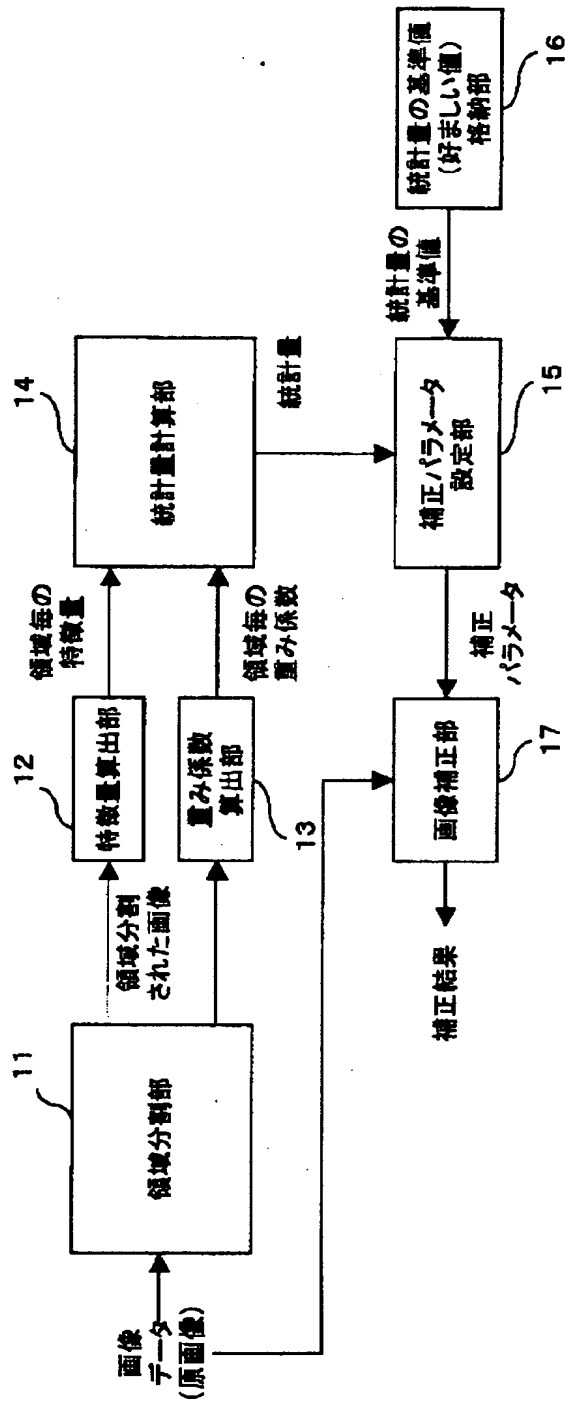 画像
データ
(原画像)
11
領域分割部
領域分割
された画像
12
特徴量算出部
重み係数
算出部
13
領域毎の
特徴量
領域毎の
重み係数
14
統計量計算部
統計量
統計量の基準値
(好ましい値)
格納部
16
統計量の
基準値
補正パラメータ
設定部
15
補正
パラメータ
画像補正部
17
補正結果